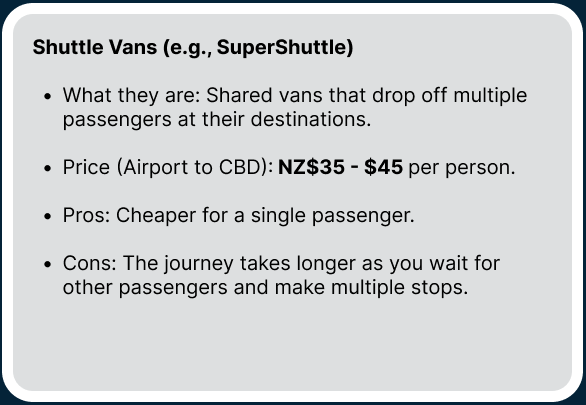 Shuttle Vans (e.g., SuperShuttle)
• What they are: Shared vans that drop off multiple
passengers at their destinations.
• Price (Airport to CBD): NZ$35 - $45 per person.
• Pros: Cheaper for a single passenger.
• Cons: The journey takes longer as you wait for
other passengers and make multiple stops.